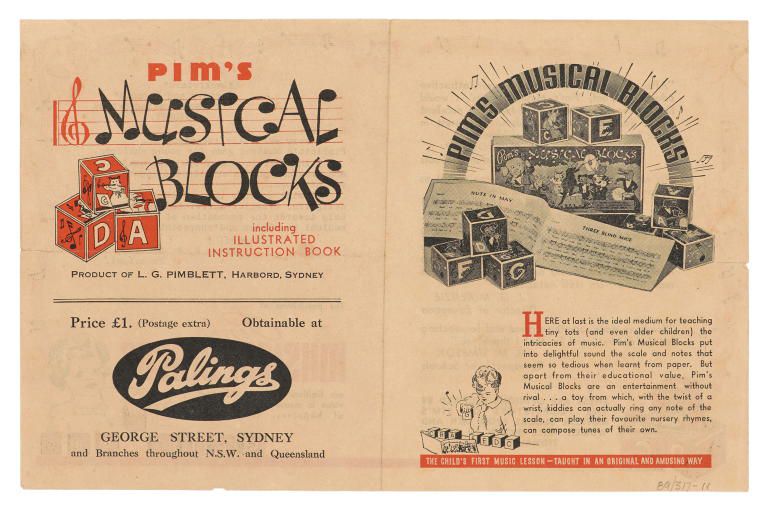 PIM'S
MUSICAL
BLOCKS
including
ILLUSTRATED
INSTRUCTION BOOK
D A
PRODUCT OF L. G. PIMBLETT, HARBORD, SYDNEY
Price £1. (Postage extra) Obtainable at
Palings
GEORGE STREET, SYDNEY
and Branches throughout N.S.W. and Queensland
PIM'S MUSICAL BLOCKS
C E
Pim's MUSICAL BLOCKS
NUTS IN MAY
THREE BLIND MICE
F G
HERE at last is the ideal medium for teaching
tiny tots (and even older children) the
intricacies of music. Pim's Musical Blocks put
into delightful sound the scale and notes that
seem so tedious when learnt from paper. But
apart from their educational value, Pim's
Musical Blocks are an entertainment without
rival . . . a toy from which, with the twist of a
wrist, kiddies can actually ring any note of the
scale, can play their favourite nursery rhymes,
can compose tunes of their own.
THE CHILD'S FIRST MUSIC LESSON—TAUGHT IN AN ORIGINAL AND AMUSING WAY
89/317-11